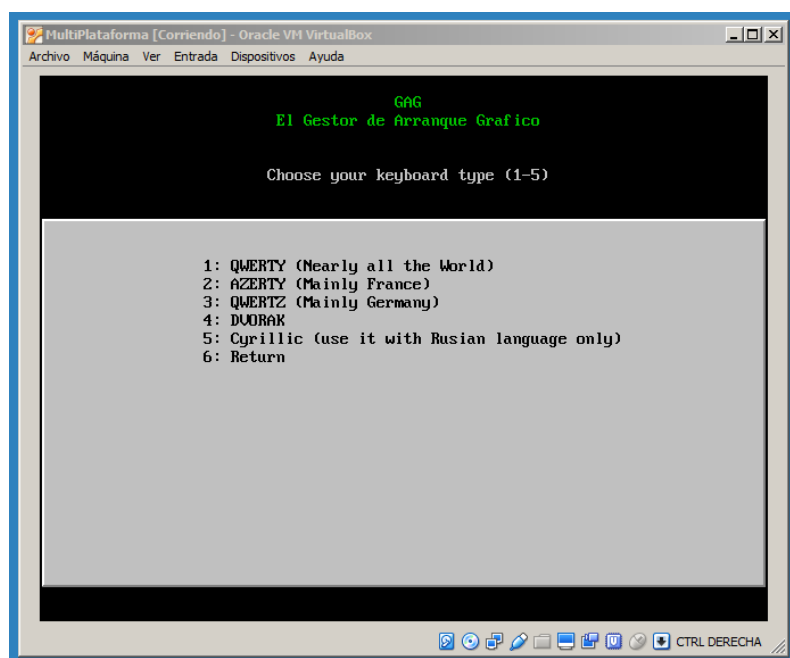 MultiPlataforma [Corriendo] - Oracle VM VirtualBox
Archivo Máquina Ver Entrada Dispositivos Ayuda
GAG
El Gestor de Arranque Grafico
Choose your keyboard type (1-5)
1: QWERTY (Nearly all the World)
2: AZERTY (Mainly France)
3: QWERTZ (Mainly Germany)
4: DVORAK
5: Cyrillic (use it with Rusian language only)
6: Return
CTRL DERECHA